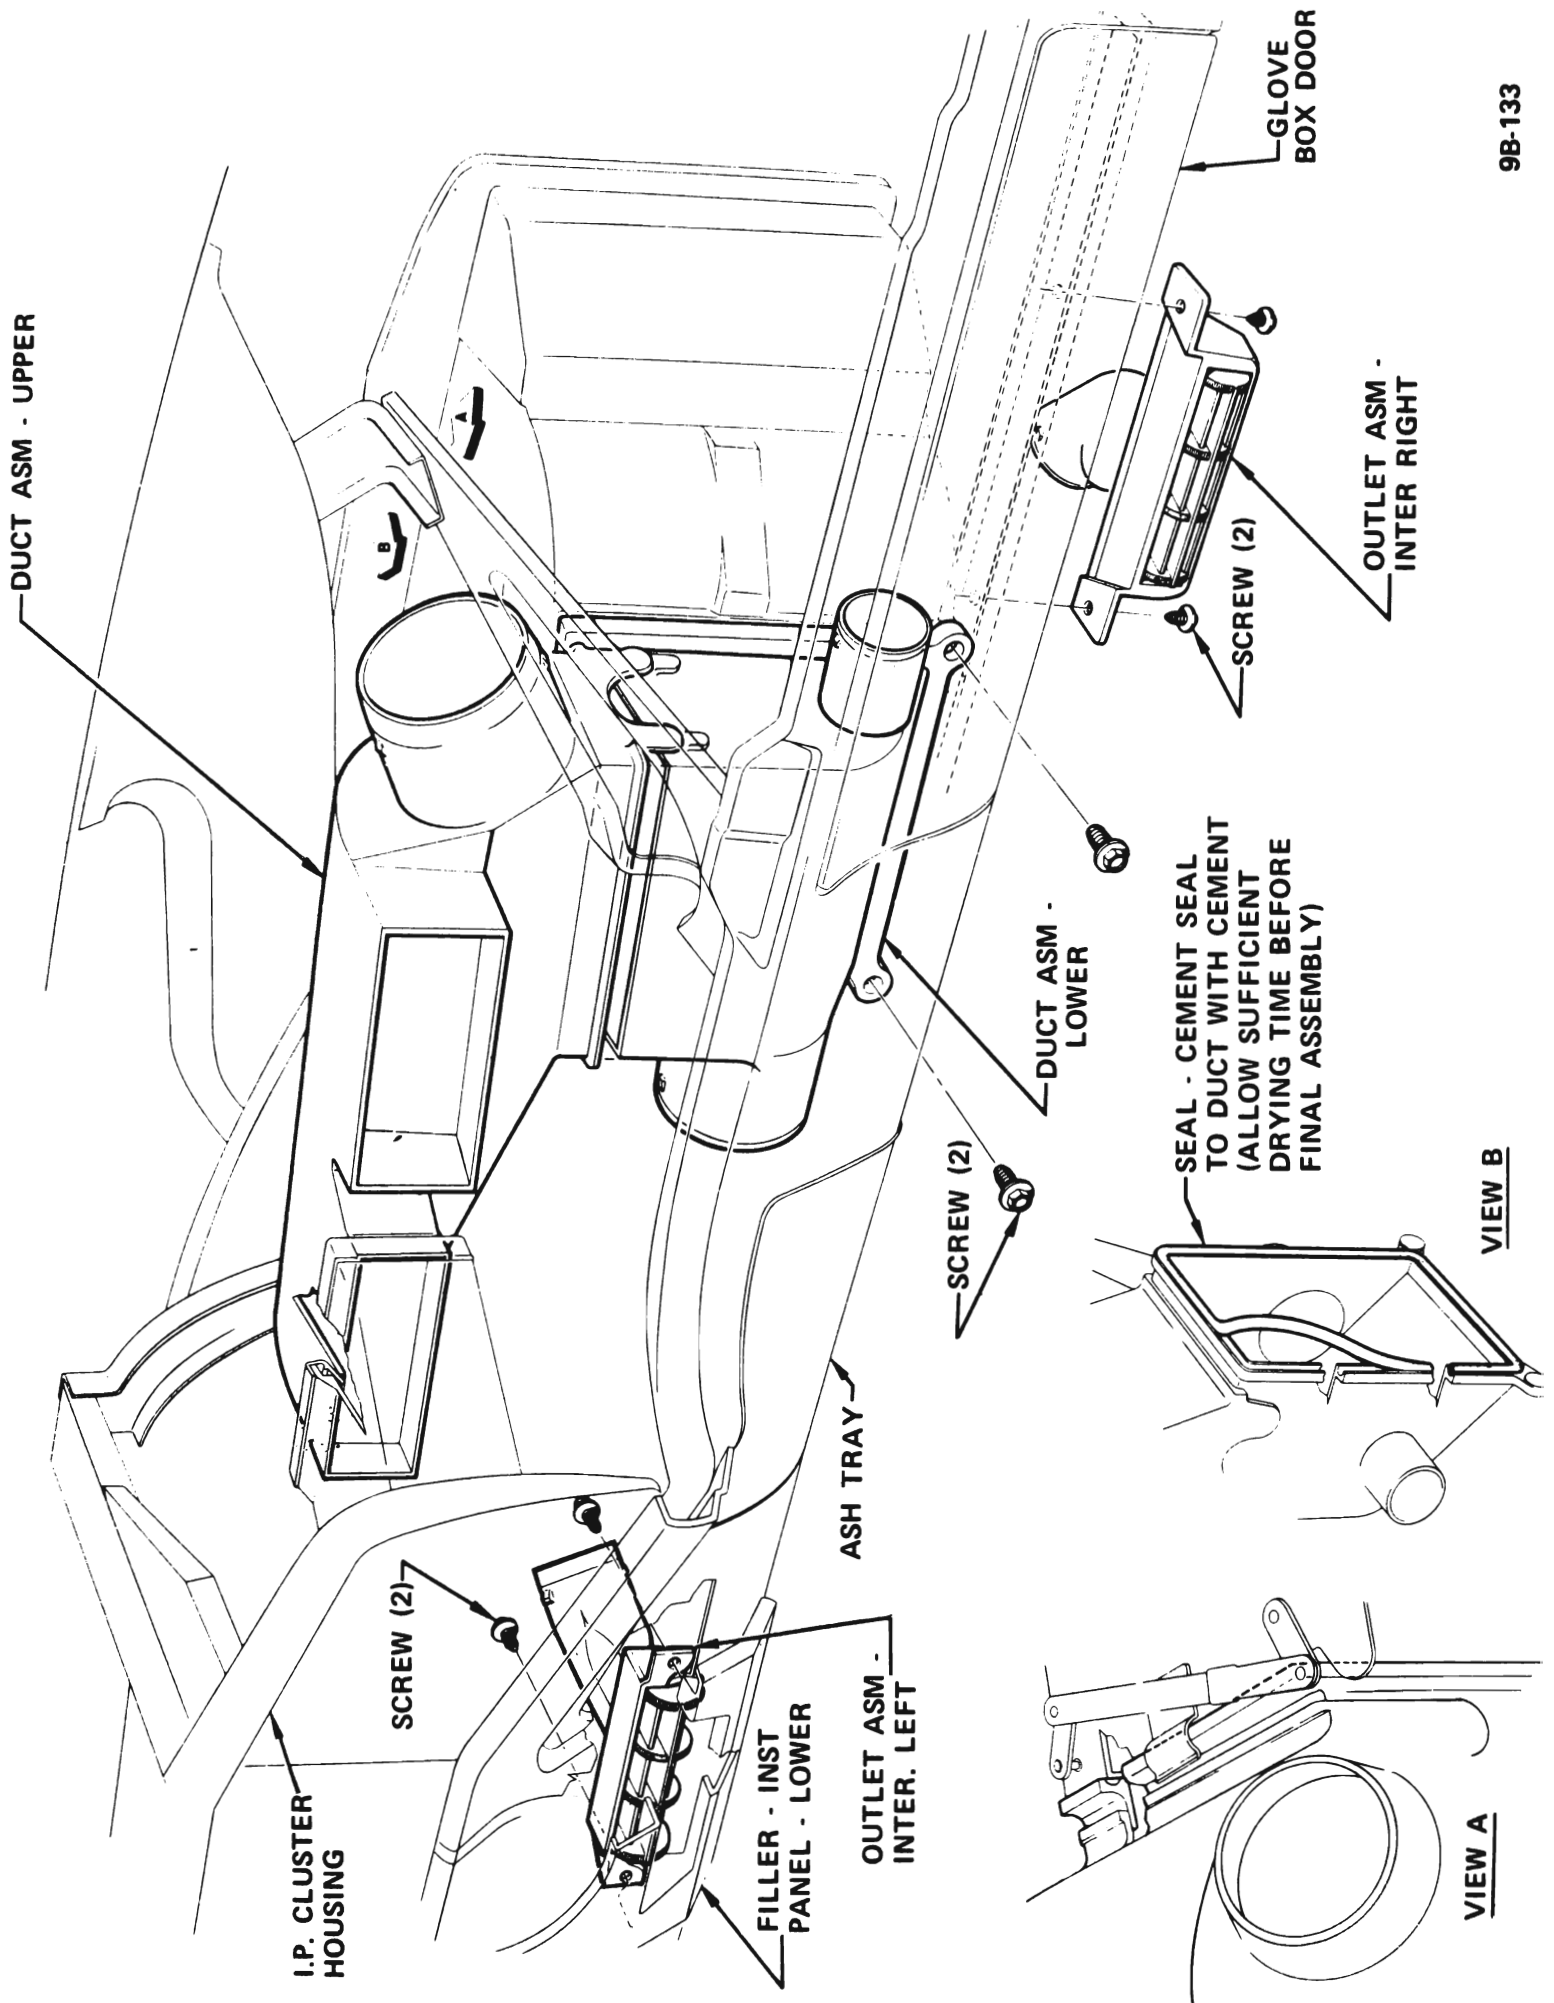 DUCT ASM - UPPER
A
B
GLOVE
BOX DOOR
OUTLET ASM -
INTER RIGHT
SCREW (2)
DUCT ASM -
LOWER
SCREW (2)
SEAL - CEMENT SEAL
TO DUCT WITH CEMENT
(ALLOW SUFFICIENT
DRYING TIME BEFORE
FINAL ASSEMBLY)
VIEW B
ASH TRAY
SCREW (2)
I.P. CLUSTER
HOUSING
FILLER - INST
PANEL - LOWER
OUTLET ASM -
INTER. LEFT
VIEW A
9B-133